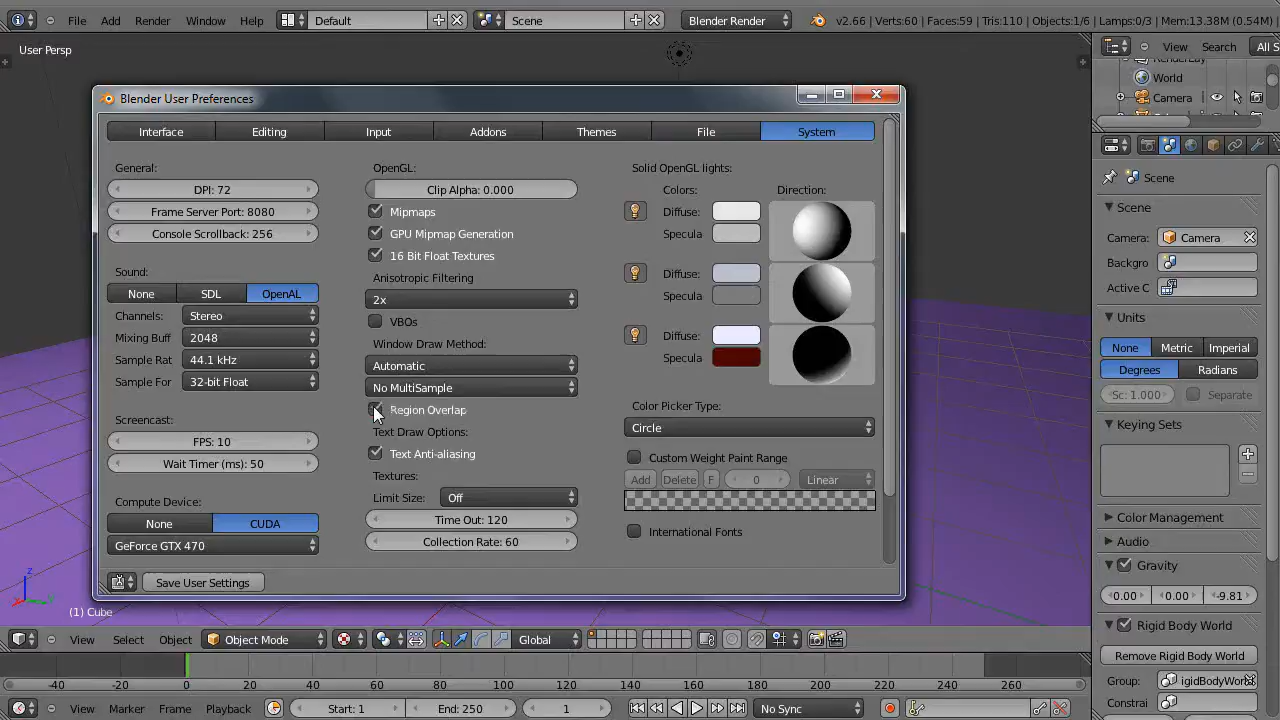 File Add Render Window Help Default Scene Blender Render v2.66 | Verts:60 | Faces:59 | Tris:110 | Objects:1/6 | Lamps:0/3 | Mem:13.38M (0.54M)
User Persp
View Search All S
World
Camera
Blender User Preferences
Interface Editing Input Addons Themes File System
General:
DPI: 72
Frame Server Port: 8080
Console Scrollback: 256
Sound:
None SDL OpenAL
Channels: Stereo
Mixing Buff 2048
Sample Rat 44.1 kHz
Sample For 32-bit Float
Screencast:
FPS: 10
Wait Timer (ms): 50
Compute Device:
None CUDA
GeForce GTX 470
OpenGL:
Clip Alpha: 0.000
Mipmaps
GPU Mipmap Generation
16 Bit Float Textures
Anisotropic Filtering
2x
VBOs
Window Draw Method:
Automatic
No MultiSample
Region Overlap
Text Draw Options:
Text Anti-aliasing
Textures:
Limit Size: Off
Time Out: 120
Collection Rate: 60
Solid OpenGL lights:
Colors: Direction:
Diffuse:
Specula
Diffuse:
Specula
Diffuse:
Specula
Color Picker Type:
Circle
Custom Weight Paint Range
Add Delete F 0 Linear
International Fonts
Save User Settings
Scene
Scene
Camera: Camera
Backgro
Active C
Units
None Metric Imperial
Degrees Radians
Sc: 1.000 Separate
Keying Sets
Color Management
Audio
Gravity
0.00 0.00 -9.81
Rigid Body World
Remove Rigid Body World
Group: igidBodyWorl
Constrai
z
x y
(1) Cube
View Select Object Object Mode Global
-40 -20 0 20 40 60 80 100 120 140 160 180 200 220 240 260
View Marker Frame Playback Start: 1 End: 250 1 No Sync